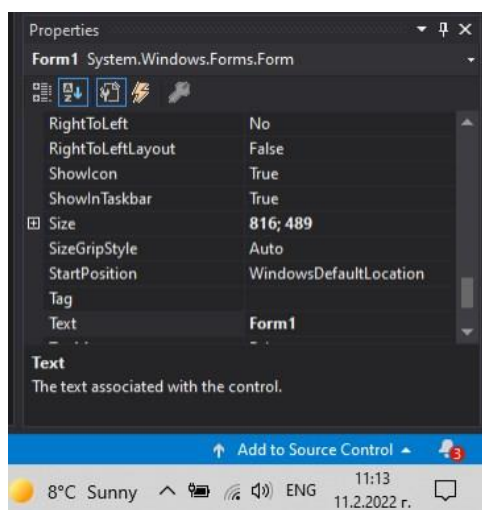 Properties
Form1 System.Windows.Forms.Form
RightToLeft No
RightToLeftLayout False
ShowIcon True
ShowInTaskbar True
Size 816; 489
SizeGripStyle Auto
StartPosition WindowsDefaultLocation
Tag
Text Form1
Text
The text associated with the control.
Add to Source Control
3
8°C Sunny ENG 11:13
11.2.2022 г.